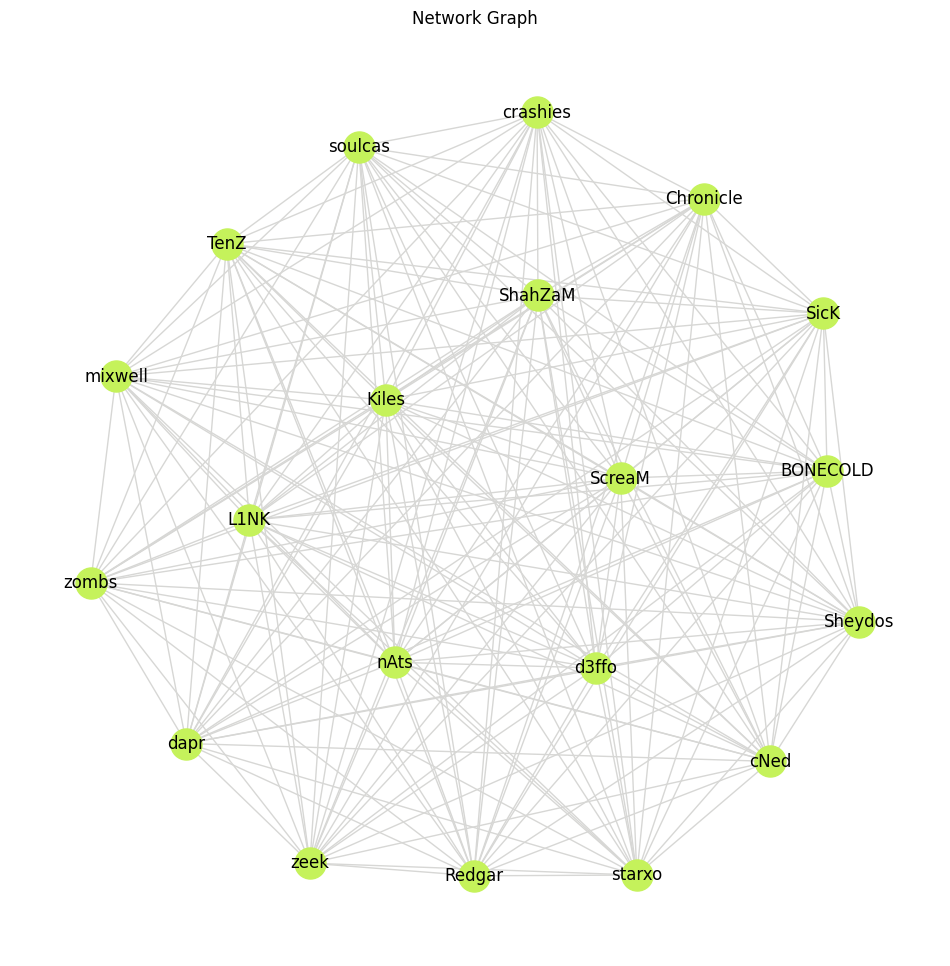 Network Graph
crashies
soulcas
Chronicle
TenZ
ShahZaM
SicK
mixwell
Kiles
BONECOLD
ScreaM
L1NK
zombs
Sheydos
nAts
d3ffo
dapr
cNed
zeek
Redgar
starxo